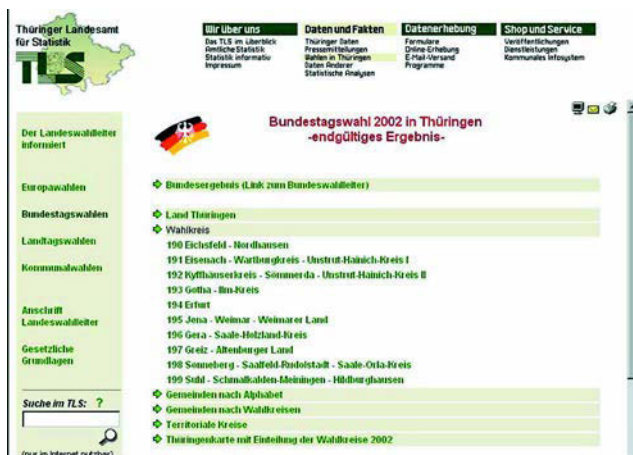 Thüringer Landesamt
für Statistik
TLS
Wir über uns
Das TLS im Überblick
Amtliche Statistik
Statistik informativ
Impressum
Daten und Fakten
Thüringer Daten
Pressemitteilungen
Wahlen in Thüringen
Daten Anderer
Statistische Analysen
Datenerhebung
Formulare
Online-Erhebung
E-Mail-Versand
Programme
Shop und Service
Veröffentlichungen
Dienstleistungen
Kommunales Infosystem
Der Landeswahlleiter
informiert
Europawahlen
Bundestagswahlen
Landtagswahlen
Kommunalwahlen
Anschrift
Landeswahlleiter
Gesetzliche
Grundlagen
Suche im TLS: ?
(nur im Internet nutzbar)
Bundestagswahl 2002 in Thüringen
-endgültiges Ergebnis-
Bundesergebnis (Link zum Bundeswahlleiter)
Land Thüringen
Wahlkreis
190 Eichsfeld - Nordhausen
191 Eisenach - Wartburgkreis - Unstrut-Hainich-Kreis I
192 Kyffhäuserkreis - Sömmerda - Unstrut-Hainich-Kreis II
193 Gotha - Ilm-Kreis
194 Erfurt
195 Jena - Weimar - Weimarer Land
196 Gera - Saale-Holzland-Kreis
197 Greiz - Altenburger Land
198 Sonneberg - Saalfeld-Rudolstadt - Saale-Orla-Kreis
199 Suhl - Schmalkalden-Meiningen - Hildburghausen
Gemeinden nach Alphabet
Gemeinden nach Wahlkreisen
Territoriale Kreise
Thüringenkarte mit Einteilung der Wahlkreise 2002